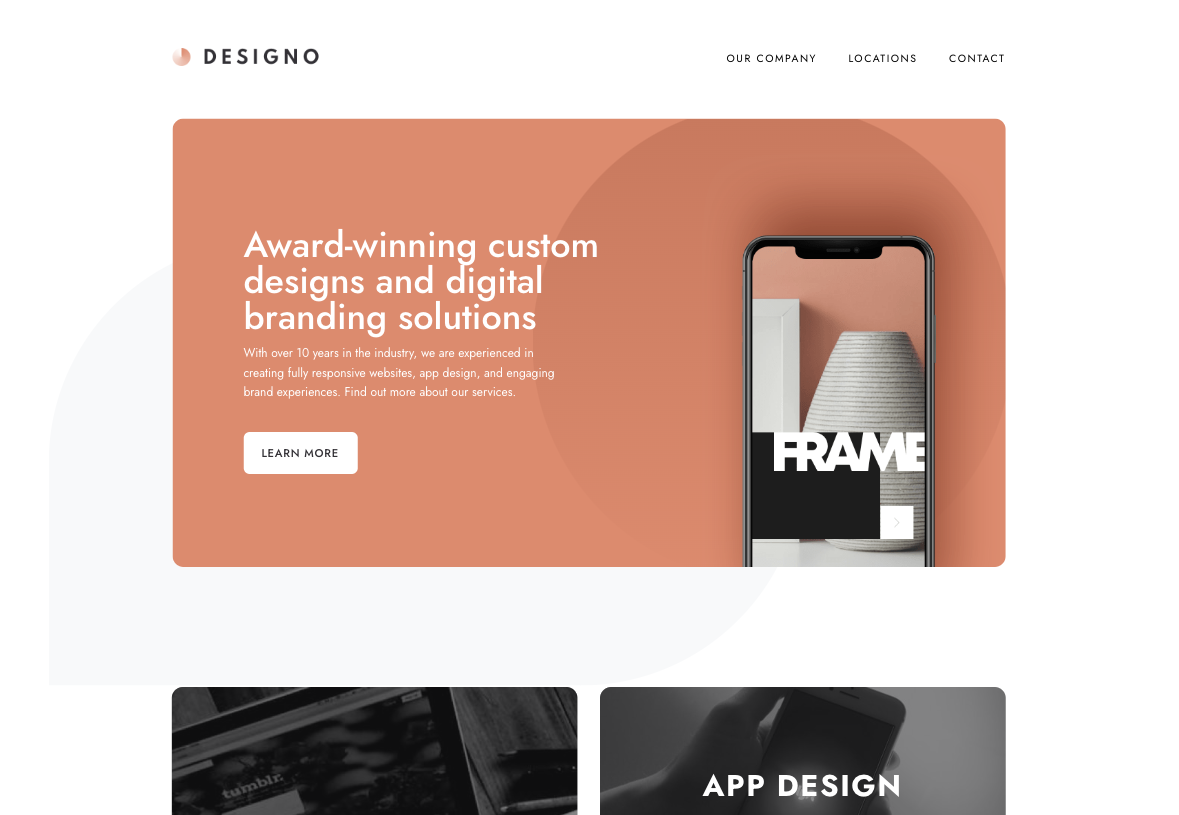 DESIGNO
OUR COMPANY
LOCATIONS
CONTACT
Award-winning custom
designs and digital
branding solutions
With over 10 years in the industry, we are experienced in
creating fully responsive websites, app design, and engaging
brand experiences. Find out more about our services.
LEARN MORE
FRAME
tumblr.
APP DESIGN